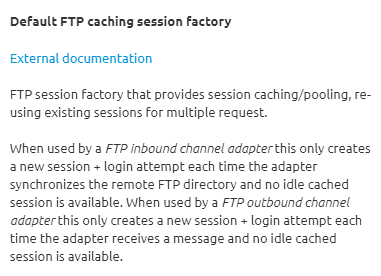 Default FTP caching session factory
External documentation
FTP session factory that provides session caching/pooling, re-
using existing sessions for multiple request.
When used by a FTP inbound channel adapter this only creates
a new session + login attempt each time the adapter
synchronizes the remote FTP directory and no idle cached
session is available. When used by a FTP outbound channel
adapter this only creates a new session + login attempt each
time the adapter receives a message and no idle cached
session is available.